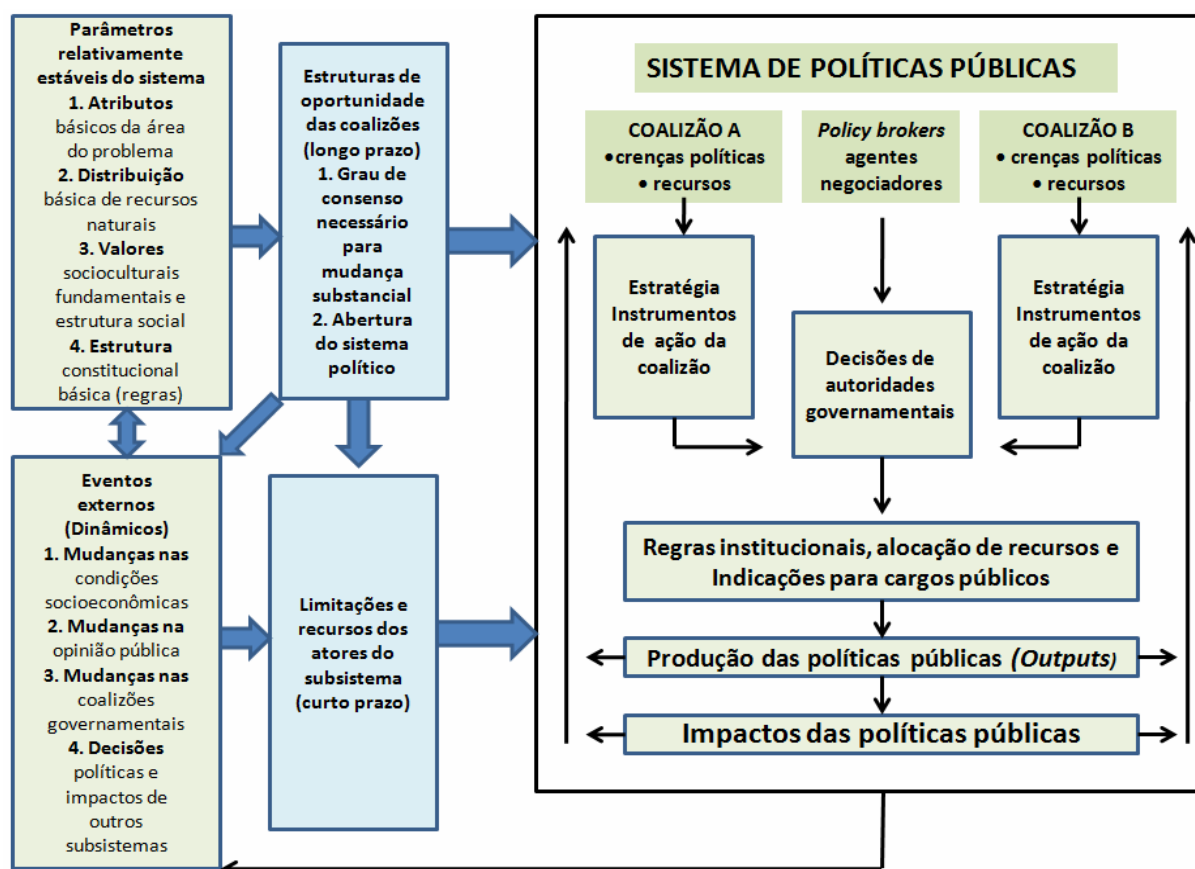 Parâmetros
relativamente
estáveis do sistema
1. Atributos
básicos da área
do problema
2. Distribuição
básica de recursos
naturais
3. Valores
socioculturais
fundamentais e
estrutura social
4. Estrutura
constitucional
básica (regras)
Estruturas de
oportunidade
das coalizões
(longo prazo)
1. Grau de
consenso
necessário
para
mudança
substancial
2. Abertura
do sistema
político
Eventos
externos
(Dinâmicos)
1. Mudanças nas
condições
socioeconômicas
2. Mudanças na
opinião pública
3. Mudanças nas
coalizões
governamentais
4. Decisões
políticas e
impactos de
outros
subsistemas
Limitações e
recursos dos
atores do
subsistema
(curto prazo)
SISTEMA DE POLÍTICAS PÚBLICAS
COALIZÃO A
•crenças políticas
• recursos
Policy brokers
agentes
negociadores
COALIZÃO B
• crenças políticas
• recursos
Estratégia
Instrumentos
de ação da
coalizão
Decisões de
autoridades
governamentais
Estratégia
Instrumentos
de ação da
coalizão
Regras institucionais, alocação de recursos e
Indicações para cargos públicos
Produção das políticas públicas (Outputs)
Impactos das políticas públicas